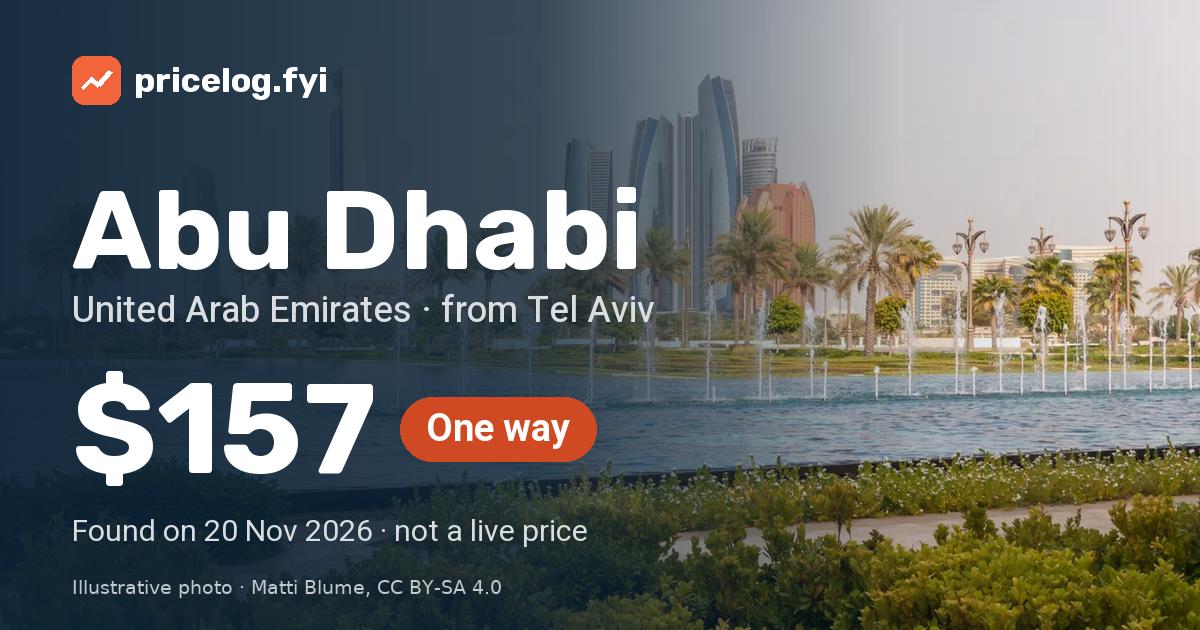 pricelog.fyi
Abu Dhabi
United Arab Emirates · from Tel Aviv
$157 One way
Found on 20 Nov 2026 · not a live price
Illustrative photo · Matti Blume, CC BY-SA 4.0